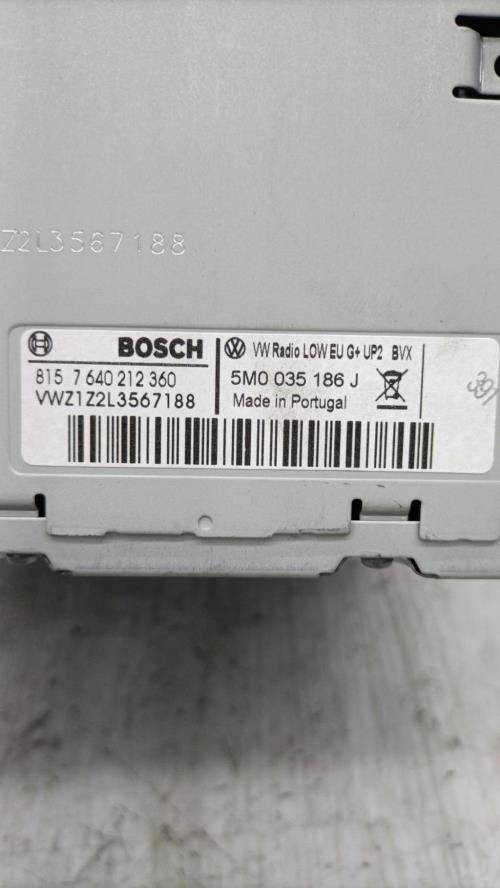 Z2L3567188
BOSCH
815 7 640 212 360
VWZ1Z2L3567188
VW Radio LOW EU G+ UP2 BVX
5M0 035 186 J
Made in Portugal